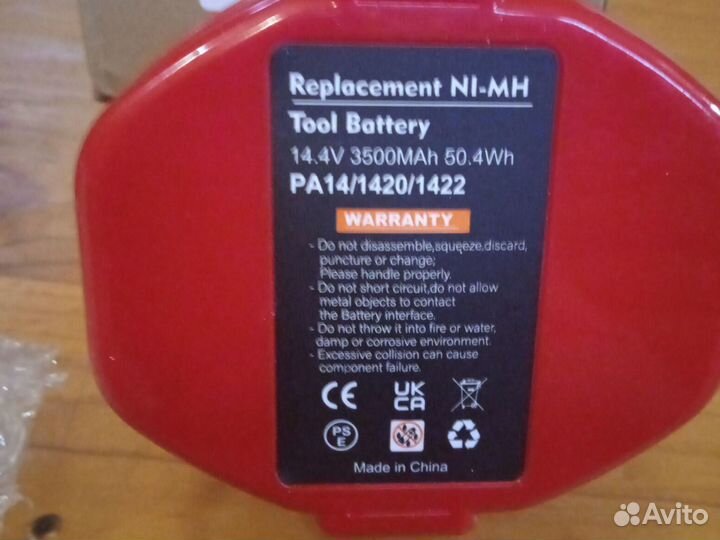 Replacement NI-MH
Tool Battery
14.4V 3500MAh 50.4Wh
PA14/1420/1422
WARRANTY
- Do not disassemble,squeeze,discard,
puncture or change;
Please handle properly.
- Do not short circuit,do not allow
metal objects to contact
the Battery interface.
- Do not throw it into fire or water,
damp or corrosive environment.
- Excessive collision can cause
component failure.
CE UK CA
PS E
Made in China
Avito